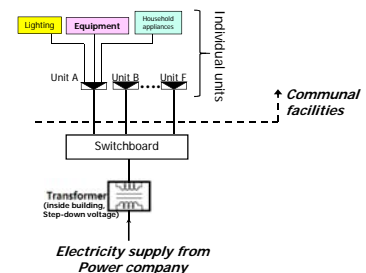 Lighting
Equipment
Household
appliances
Individual units
Unit A
Unit B
Unit F
Communal
facilities
Switchboard
Transformer
(inside building,
Step-down voltage)
Electricity supply from
Power company